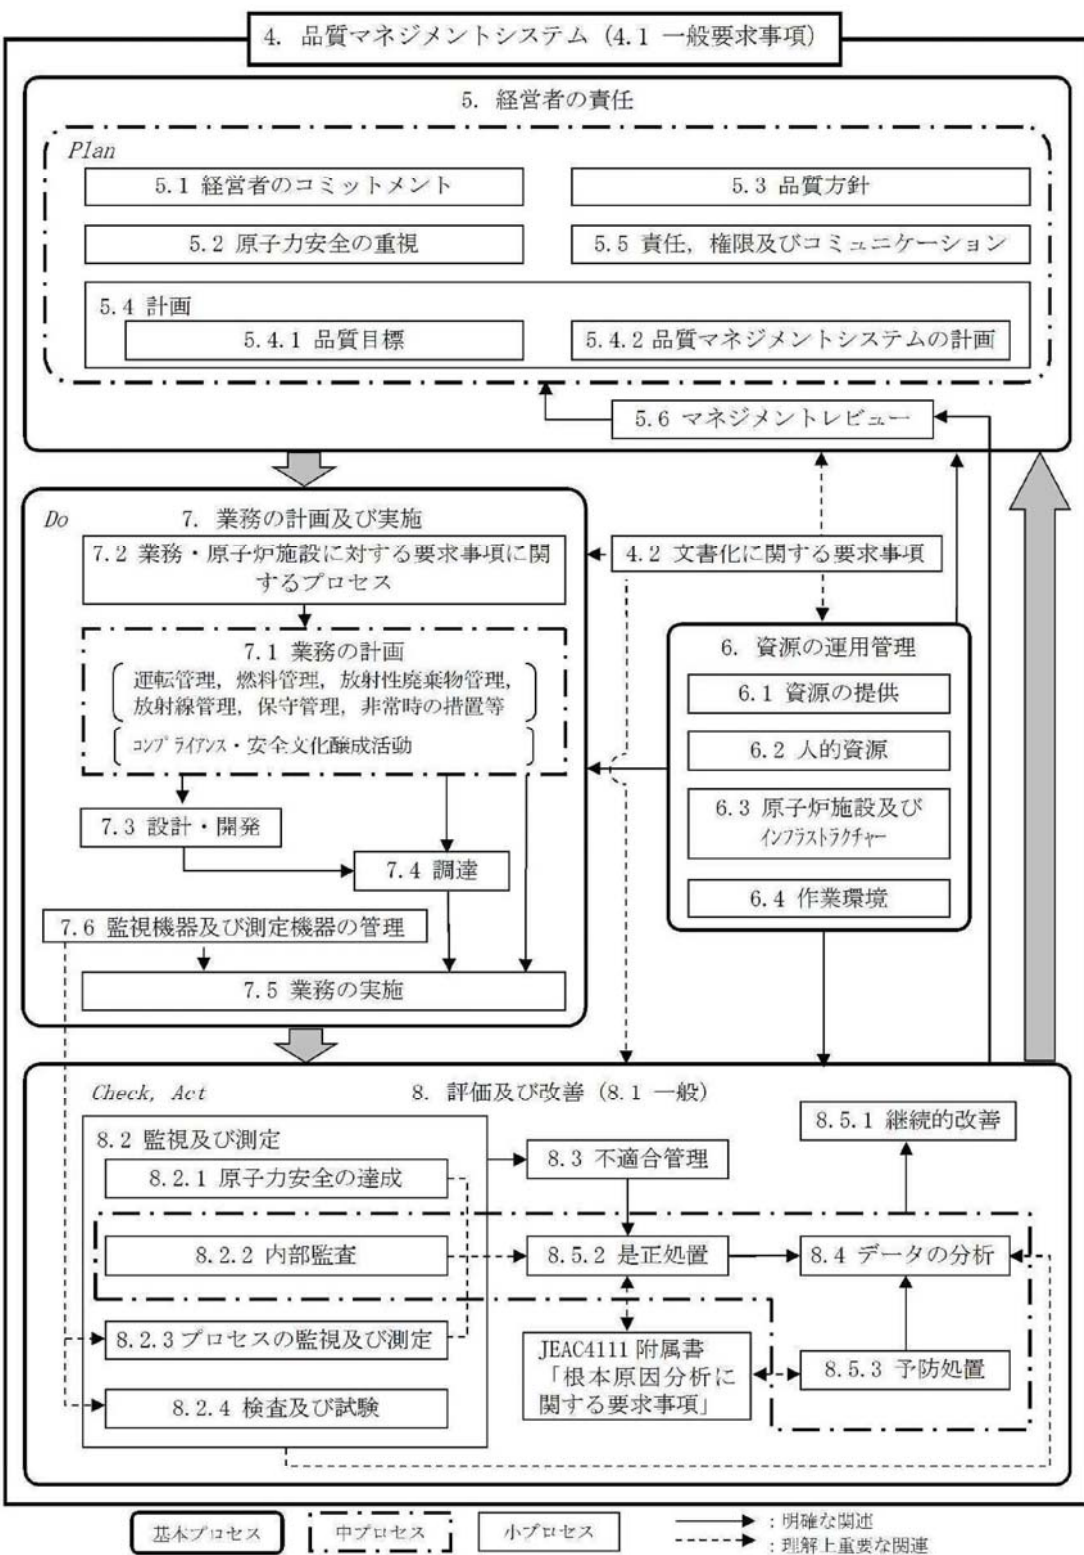 4. 品質マネジメントシステム (4.1 一般要求事項)
5. 経営者の責任
Plan
5.1 経営者のコミットメント
5.3 品質方針
5.2 原子力安全の重視
5.5 責任，権限及びコミュニケーション
5.4 計画
5.4.1 品質目標
5.4.2 品質マネジメントシステムの計画
5.6 マネジメントレビュー
Do
7. 業務の計画及び実施
7.2 業務・原子炉施設に対する要求事項に関
するプロセス
4.2 文書化に関する要求事項
7.1 業務の計画
運転管理，燃料管理，放射性廃棄物管理，
放射線管理，保守管理，非常時の措置等
ｺﾝﾌﾟﾗｲｱﾝｽ・安全文化醸成活動
6. 資源の運用管理
6.1 資源の提供
6.2 人的資源
6.3 原子炉施設及び
ｲﾝﾌﾗｽﾄﾗｸﾁｬｰ
6.4 作業環境
7.3 設計・開発
7.4 調達
7.6 監視機器及び測定機器の管理
7.5 業務の実施
Check, Act
8. 評価及び改善 (8.1 一般)
8.2 監視及び測定
8.2.1 原子力安全の達成
8.3 不適合管理
8.5.1 継続的改善
8.2.2 内部監査
8.5.2 是正処置
8.4 データの分析
8.2.3 プロセスの監視及び測定
JEAC4111 附属書
「根本原因分析に
関する要求事項」
8.5.3 予防処置
8.2.4 検査及び試験
基本プロセス
中プロセス
小プロセス
：明確な関連
：理解上重要な関連